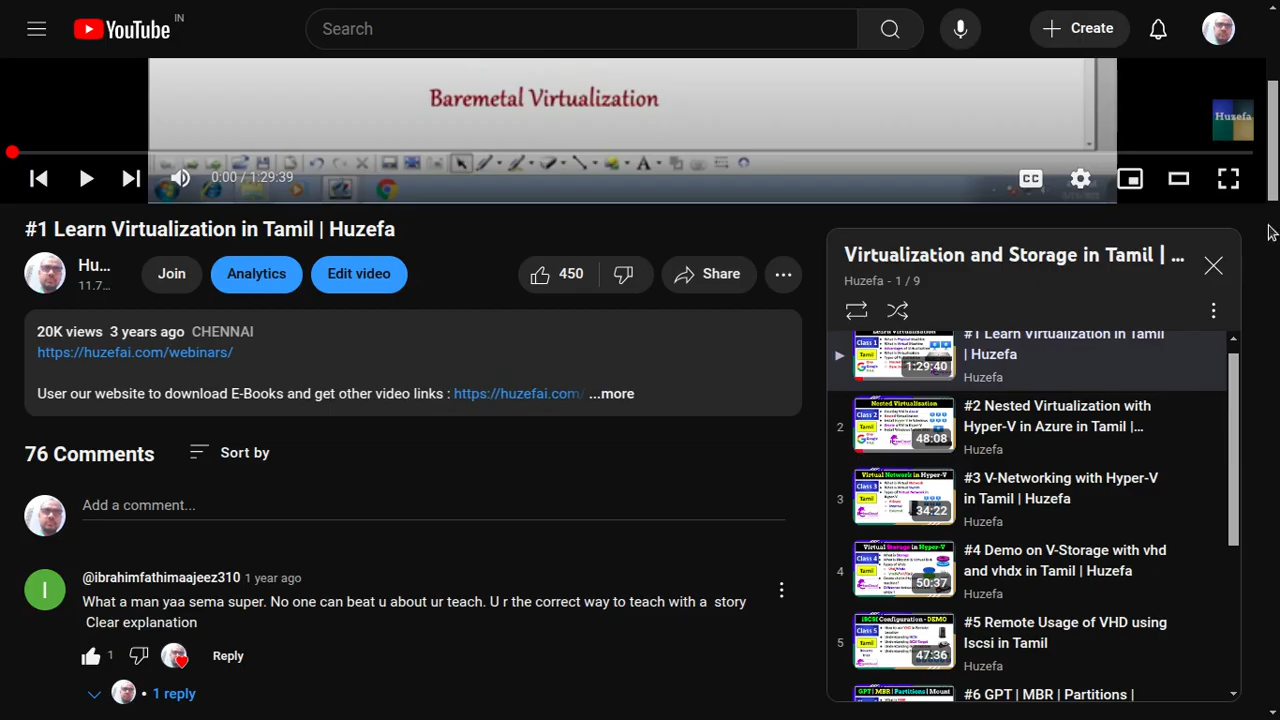 YouTube IN
Search
Create
Baremetal Virtualization
Huzefa
0:00 / 1:29:39
CC
#1 Learn Virtualization in Tamil | Huzefa
Hu...
11.7...
Join
Analytics
Edit video
450
Share
20K views 3 years ago CHENNAI
https://huzefai.com/webinars/
User our website to download E-Books and get other video links : https://huzefai.com/ ...more
76 Comments
Sort by
Add a comment...
I
1 year ago
Super. No one can beat u about ur teach. U r the correct way to teach with a story
Clear explanation
1
Reply
1 reply
Virtualization and Storage in Tamil | ...
Huzefa - 1 / 9
Class 1
Tamil
1:29:40
#1 Learn Virtualization in Tamil
| Huzefa
Huzefa
2
Nested Virtualization
Class 2
Tamil
48:08
#2 Nested Virtualization with
Hyper-V in Azure in Tamil |...
Huzefa
3
Virtual Network in Hyper-V
Class 3
Tamil
34:22
#3 V-Networking with Hyper-V
in Tamil | Huzefa
Huzefa
4
Virtual Storage in Hyper-V
Class 4
Tamil
50:37
#4 Demo on V-Storage with vhd
and vhdx in Tamil | Huzefa
Huzefa
5
iSCSI Configuration - DEMO
Class 5
Tamil
47:36
#5 Remote Usage of VHD using
Iscsi in Tamil
Huzefa
GPT | MBR | Partitions | Mount
#6 GPT | MBR | Partitions |